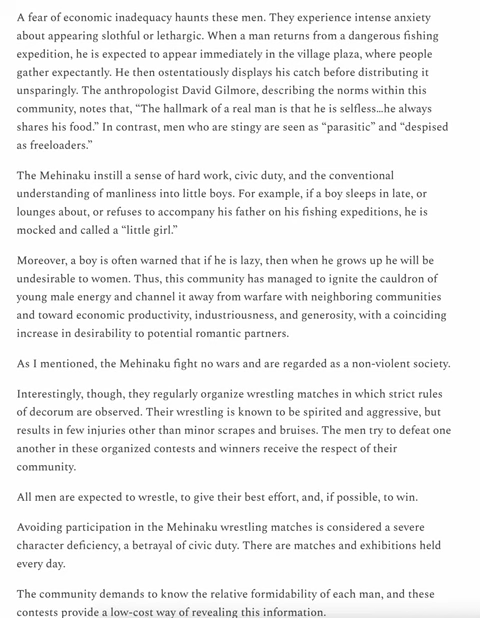 A fear of economic inadequacy haunts these men. They experience intense anxiety
about appearing slothful or lethargic. When a man returns from a dangerous fishing
expedition, he is expected to appear immediately in the village plaza, where people
gather expectantly. He then ostentatiously displays his catch before distributing it
unsparingly. The anthropologist David Gilmore, describing the norms within this
community, notes that, “The hallmark of a real man is that he is selfless…he always
shares his food.” In contrast, men who are stingy are seen as “parasitic” and “despised
as freeloaders.”
The Mehinaku instill a sense of hard work, civic duty, and the conventional
understanding of manliness into little boys. For example, if a boy sleeps in late, or
lounges about, or refuses to accompany his father on his fishing expeditions, he is
mocked and called a “little girl.”
Moreover, a boy is often warned that if he is lazy, then when he grows up he will be
undesirable to women. Thus, this community has managed to ignite the cauldron of
young male energy and channel it away from warfare with neighboring communities
and toward economic productivity, industriousness, and generosity, with a coinciding
increase in desirability to potential romantic partners.
As I mentioned, the Mehinaku fight no wars and are regarded as a non-violent society.
Interestingly, though, they regularly organize wrestling matches in which strict rules
of decorum are observed. Their wrestling is known to be spirited and aggressive, but
results in few injuries other than minor scrapes and bruises. The men try to defeat one
another in these organized contests and winners receive the respect of their
community.
All men are expected to wrestle, to give their best effort, and, if possible, to win.
Avoiding participation in the Mehinaku wrestling matches is considered a severe
character deficiency, a betrayal of civic duty. There are matches and exhibitions held
every day.
The community demands to know the relative formidability of each man, and these
contests provide a low-cost way of revealing this information.